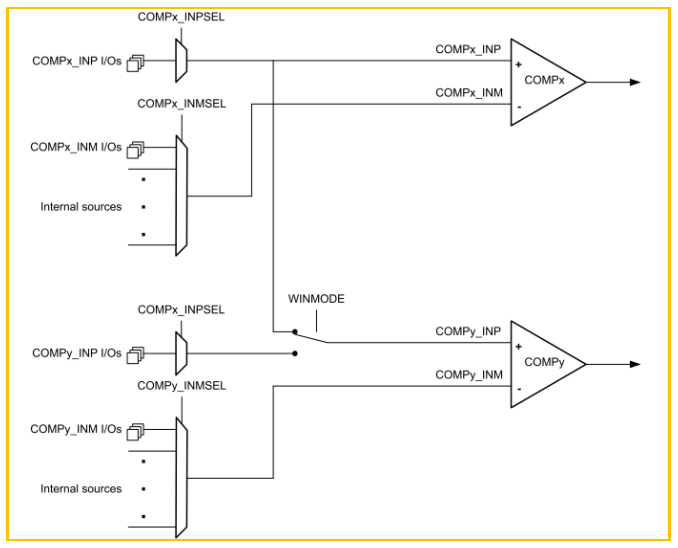 COMPx_INPSEL
COMPx_INP I/Os
COMPx_INP
+
COMPx
COMPx_INM
-
COMPx_INMSEL
COMPx_INM I/Os
Internal sources
WINMODE
COMPx_INPSEL
COMPy_INP I/Os
COMPy_INP
+
COMPy
COMPy_INM
-
COMPy_INMSEL
COMPy_INM I/Os
Internal sources